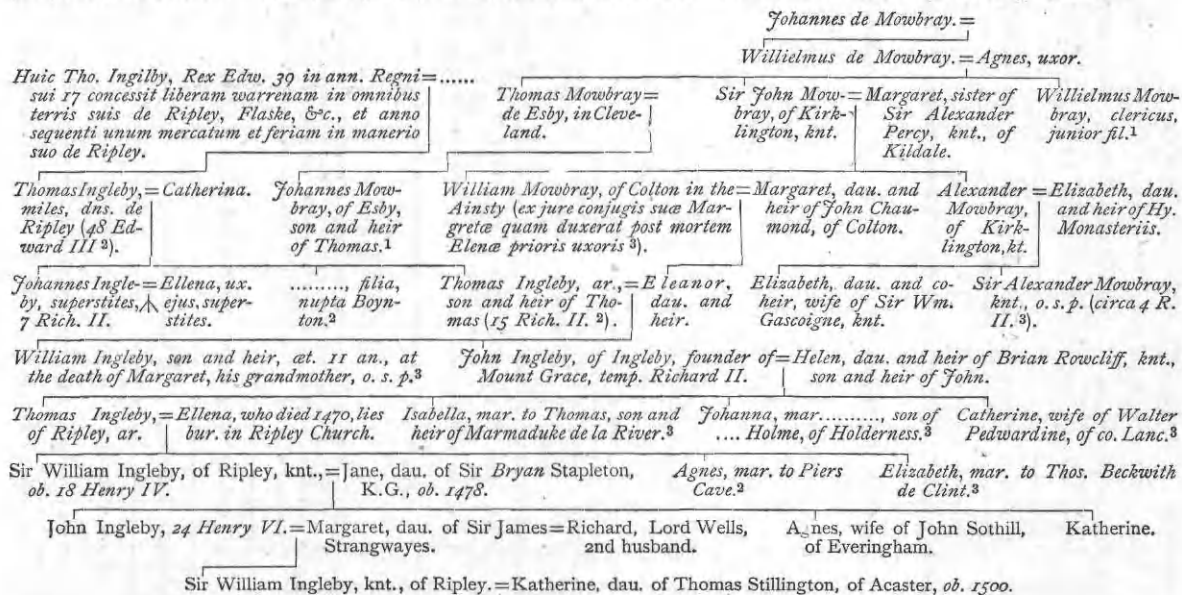 Johannes de Mowbray.=
Willielmus de Mowbray.=Agnes, uxor.
Huic Tho. Ingilby, Rex Edw. 39 in ann. Regni=......
sui 17 concessit liberam warrenam in omnibus
terris suis de Ripley, Flaske, &c., et anno
sequenti unum mercatum et feriam in manerio
suo de Ripley.
Thomas Mowbray=
de Esby, in Cleve-
land.
Sir John Mow-=Margaret, sister of
bray, of Kirk- Sir Alexander
lington, knt. Percy, knt., of
Kildale.
Willielmus Mow-
bray, clericus,
junior fil.¹
Thomas Ingleby,=Catherina.
miles, dns. de
Ripley (48 Ed-
ward III ²).
Johannes Mow-
bray, of Esby,
son and heir
of Thomas.¹
William Mowbray, of Colton in the=Margaret, dau. and
Ainsty (ex jure conjugis suæ Mar- heir of John Chau-
gretæ quam duxerat post mortem mond, of Colton.
Elenæ prioris uxoris ³).
Alexander=Elizabeth, dau.
Mowbray, and heir of Hy.
of Kirk- Monasteriis.
lington, kt.
Johannes Ingle-=Ellena, ux.
by, superstites, ejus, super-
7 Rich. II. stites.
........., filia,
nupta Boyn-
ton.²
Thomas Ingleby, ar.,=Eleanor,
son and heir of Tho- dau. and
mas (15 Rich. II. ²). heir.
Elizabeth, dau. and co-
heir, wife of Sir Wm.
Gascoigne, knt.
Sir Alexander Mowbray,
knt., o. s. p. (circa 4 R.
II. ³).
William Ingleby, son and heir, æt. 11 an., at
the death of Margaret, his grandmother, o. s. p.³
John Ingleby, of Ingleby, founder of=Helen, dau. and heir of Brian Rowcliff, knt.,
Mount Grace, temp. Richard II. son and heir of John.
Thomas Ingleby,=Ellena, who died 1470, lies
of Ripley, ar. bur. in Ripley Church.
Isabella, mar. to Thomas, son and
heir of Marmaduke de la River.³
Johanna, mar.........., son of
.... Holme, of Holderness.³
Catherine, wife of Walter
Pedwardine, of co. Lanc.³
Sir William Ingleby, of Ripley, knt.,=Jane, dau. of Sir Bryan Stapleton,
ob. 18 Henry IV. K.G., ob. 1478.
Agnes, mar. to Piers
Cave.²
Elizabeth, mar. to Thos. Beckwith
de Clint.³
John Ingleby, 24 Henry VI.=Margaret, dau. of Sir James=Richard, Lord Wells,
Strangwayes. 2nd husband.
Agnes, wife of John Sothill,
of Everingham.
Katherine.
Sir William Ingleby, knt., of Ripley.=Katherine, dau. of Thomas Stillington, of Acaster, ob. 1500.